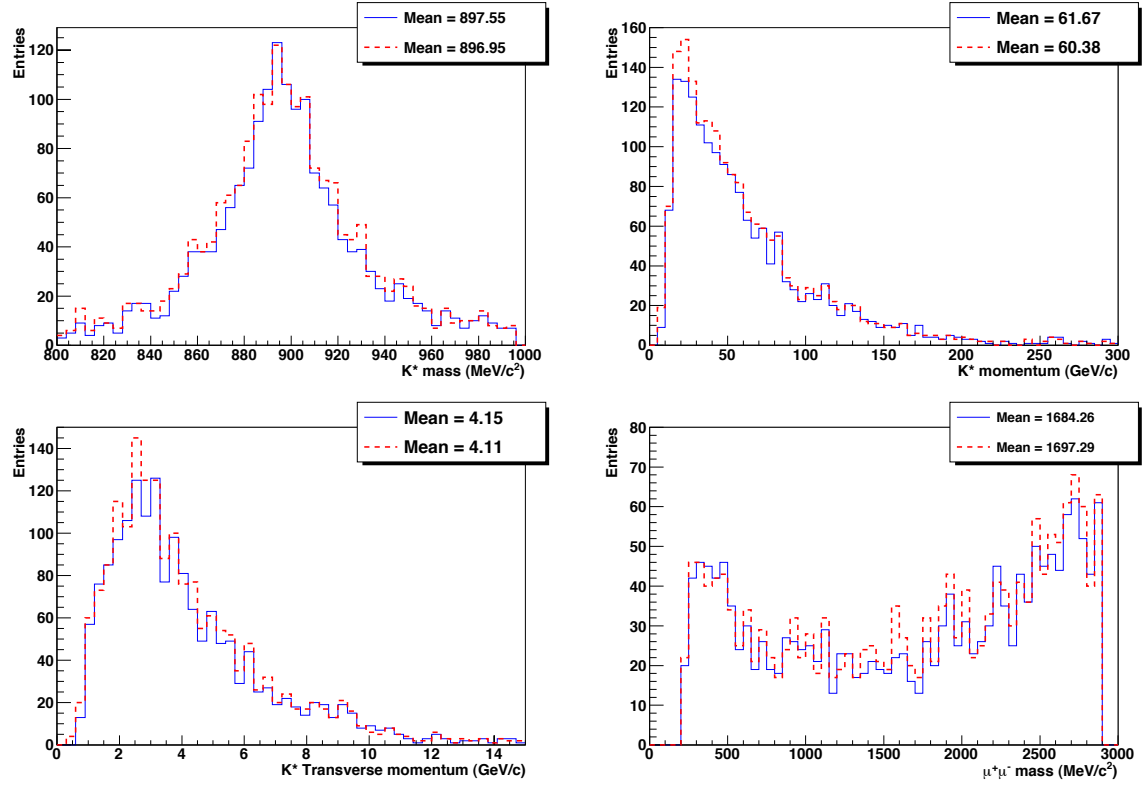 Mean = 897.55
Mean = 896.95
Entries
120
100
80
60
40
20
0
800 820 840 860 880 900 920 940 960 980 1000
K* mass (MeV/c²)
Mean = 61.67
Mean = 60.38
Entries
160
140
120
100
80
60
40
20
0
0 50 100 150 200 250 300
K* momentum (GeV/c)
Mean = 4.15
Mean = 4.11
Entries
140
120
100
80
60
40
20
0
0 2 4 6 8 10 12 14
K* Transverse momentum (GeV/c)
Mean = 1684.26
Mean = 1697.29
Entries
80
70
60
50
40
30
20
10
0
0 500 1000 1500 2000 2500 3000
μ⁺μ⁻ mass (MeV/c²)